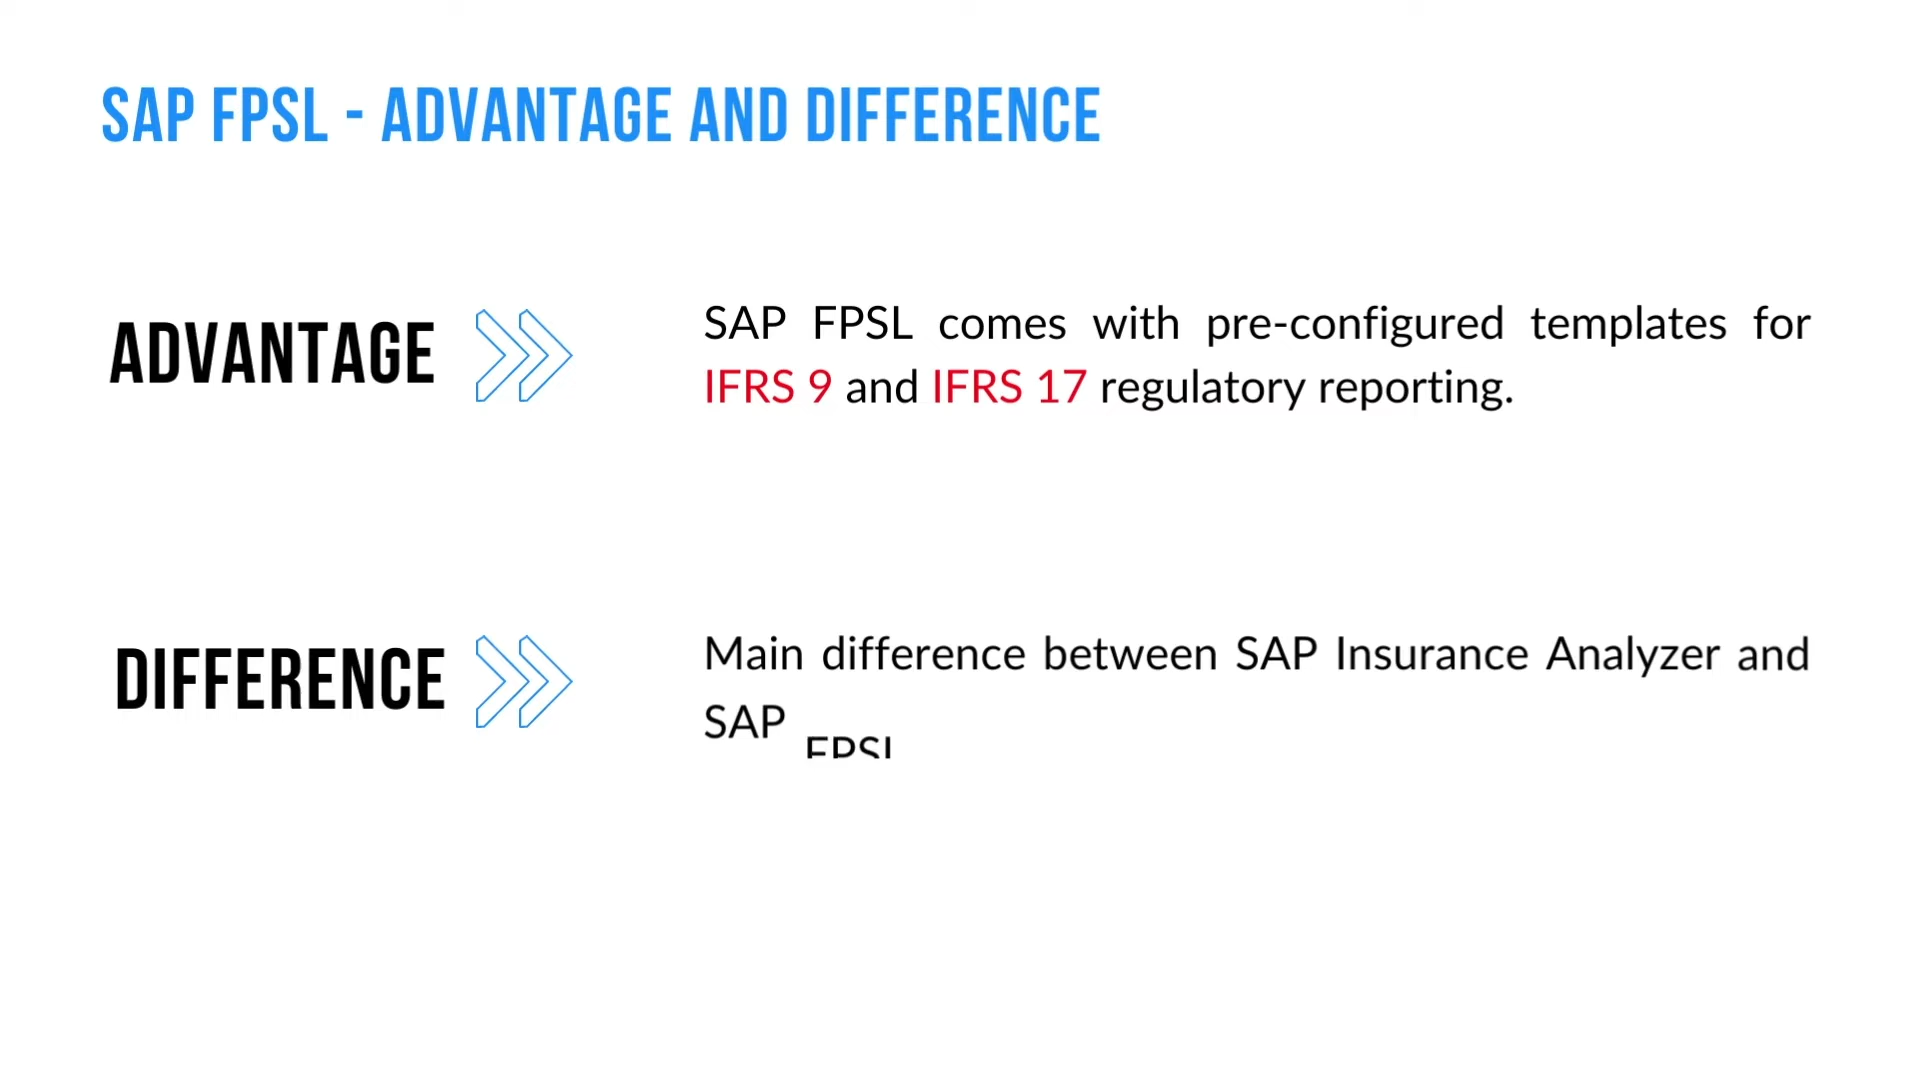 SAP FPSL - ADVANTAGE AND DIFFERENCE
ADVANTAGE
SAP FPSL comes with pre-configured templates for
IFRS 9 and IFRS 17 regulatory reporting.
DIFFERENCE
Main difference between SAP Insurance Analyzer and
SAP FPSL